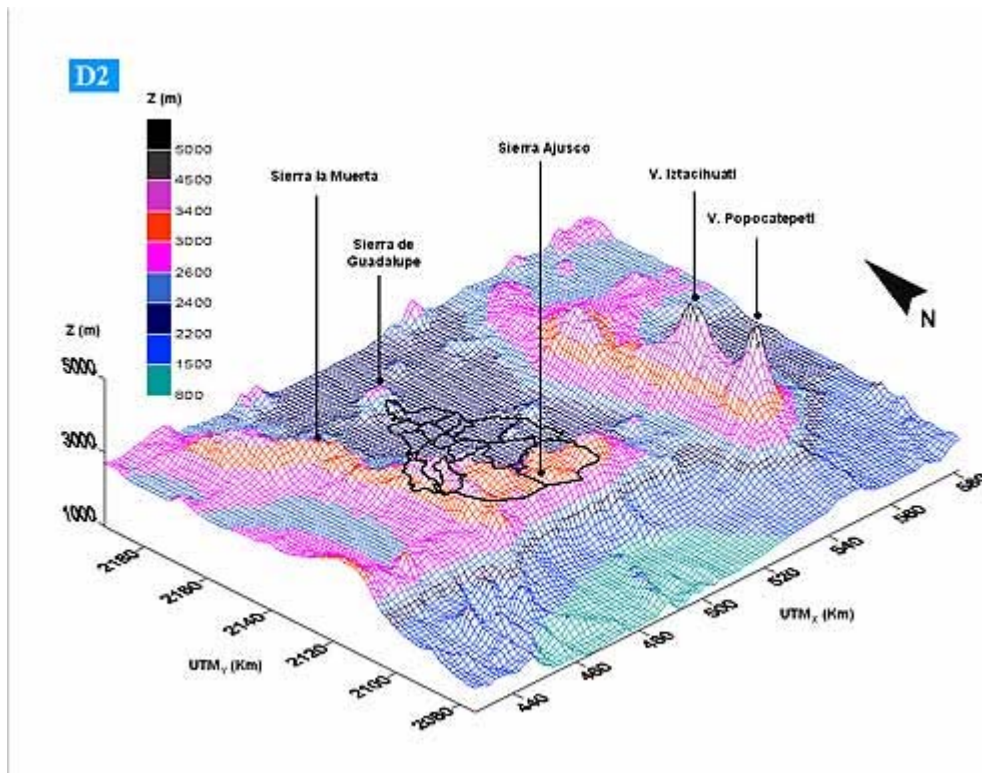 D2
Z (m)
5000
4500
3400
3000
2600
2400
2200
1500
800
Sierra la Muerta
Sierra de
Guadalupe
Sierra Ajusco
V. Iztacihuatl
V. Popocatepetl
N
Z (m)
5000
3000
1000
2180
2160
2140
2120
2100
2080
UTMY (Km)
440
460
480
500
520
540
560
580
UTMX (Km)